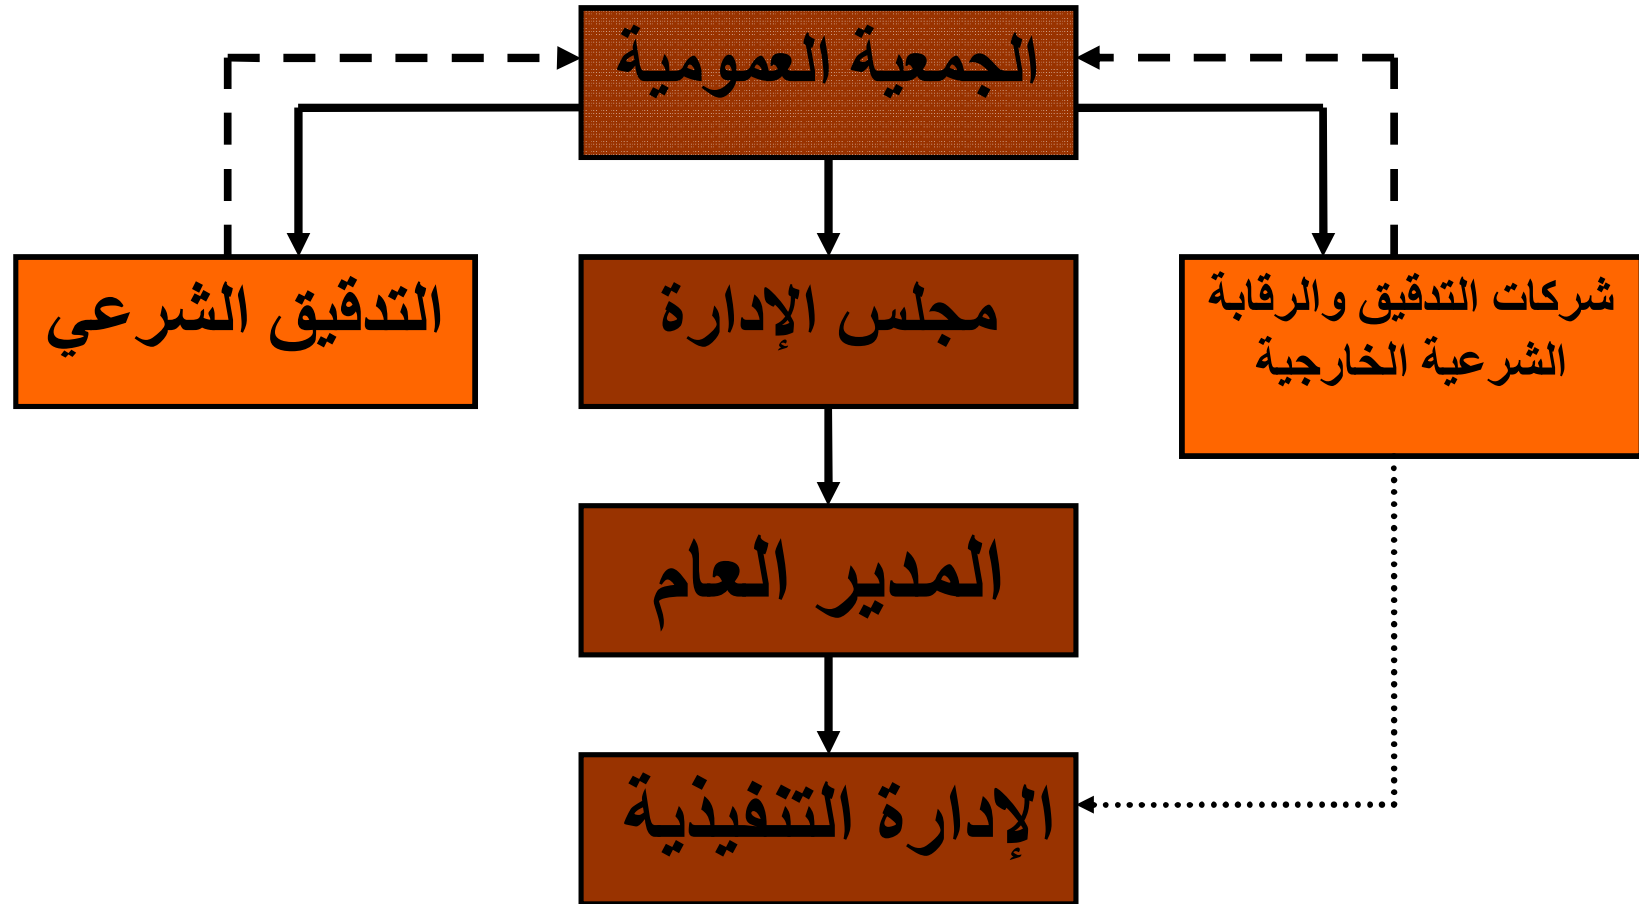 الجمعية العمومية
شركات التدقيق والرقابة
الشرعية الخارجية
مجلس الإدارة
التدقيق الشرعي
المدير العام
الإدارة التنفيذية